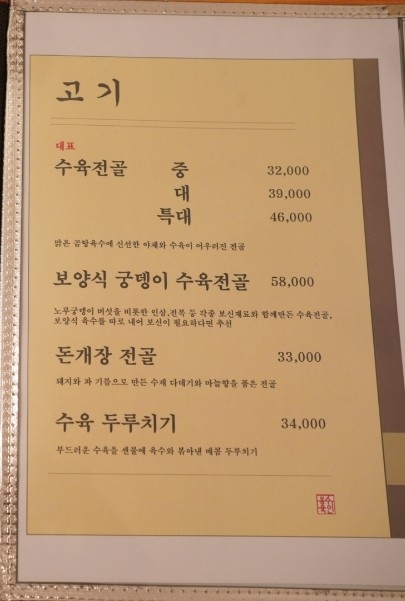 고기
대표
수육전골 중 32,000
대 39,000
특대 46,000
맑은 곰탕육수에 신선한 야채와 수육이 어우러진 전골
보양식 궁뎅이 수육전골 58,000
노루궁뎅이 버섯을 비롯한 인삼,전복 등 각종 보신재료와 함께만든 수육전골,
보양식 육수를 따로 내어 보신이 필요하다면 추천
돈개장 전골 33,000
돼지와 파 기름으로 만든 수제 다데기와 마늘향을 품은 전골
수육 두루치기 34,000
부드러운 수육을 센불에 육수와 볶아낸 매콤 두루치기